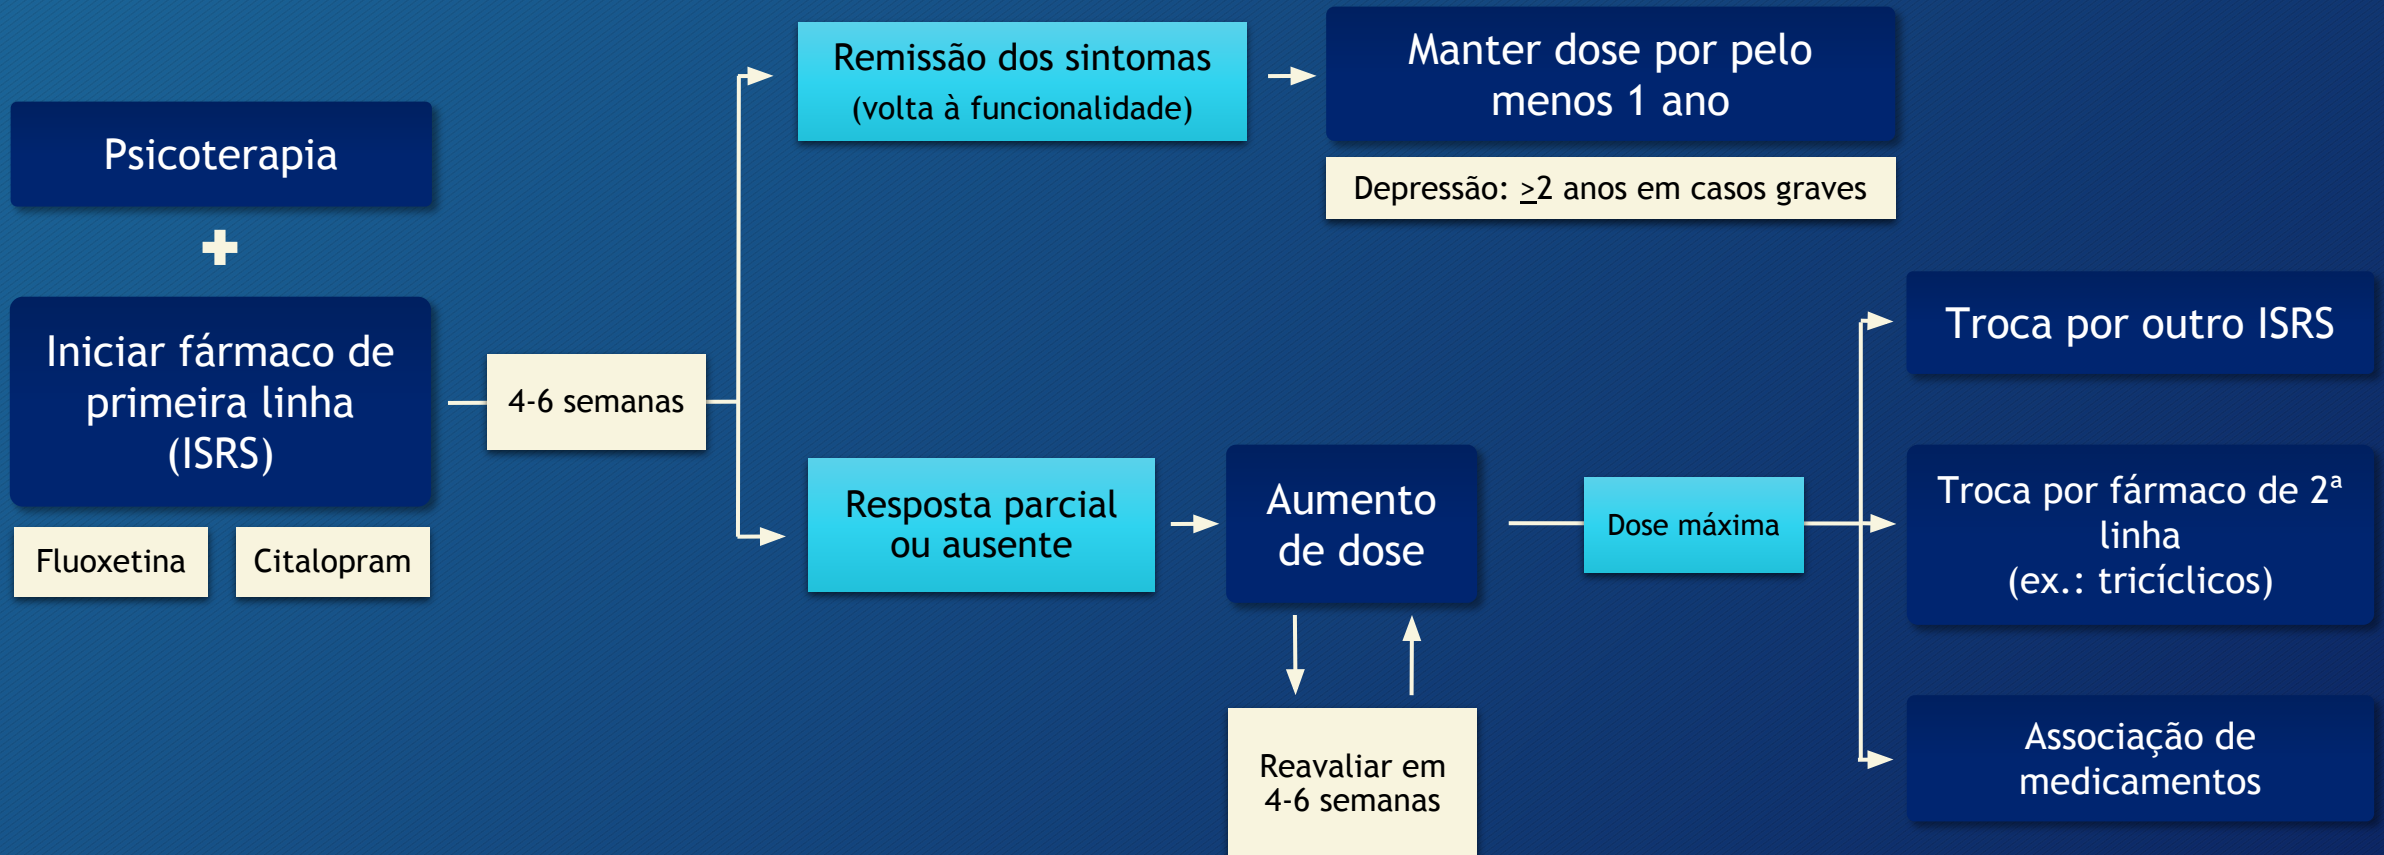 Psicoterapia
Iniciar fármaco de
primeira linha
(ISRS)
Fluoxetina
Citalopram
4-6 semanas
Remissão dos sintomas
(volta à funcionalidade)
Manter dose por pelo
menos 1 ano
Depressão: ≥2 anos em casos graves
Resposta parcial
ou ausente
Aumento
de dose
Reavaliar em
4-6 semanas
Dose máxima
Troca por outro ISRS
Troca por fármaco de 2ª
linha
(ex.: tricíclicos)
Associação de
medicamentos